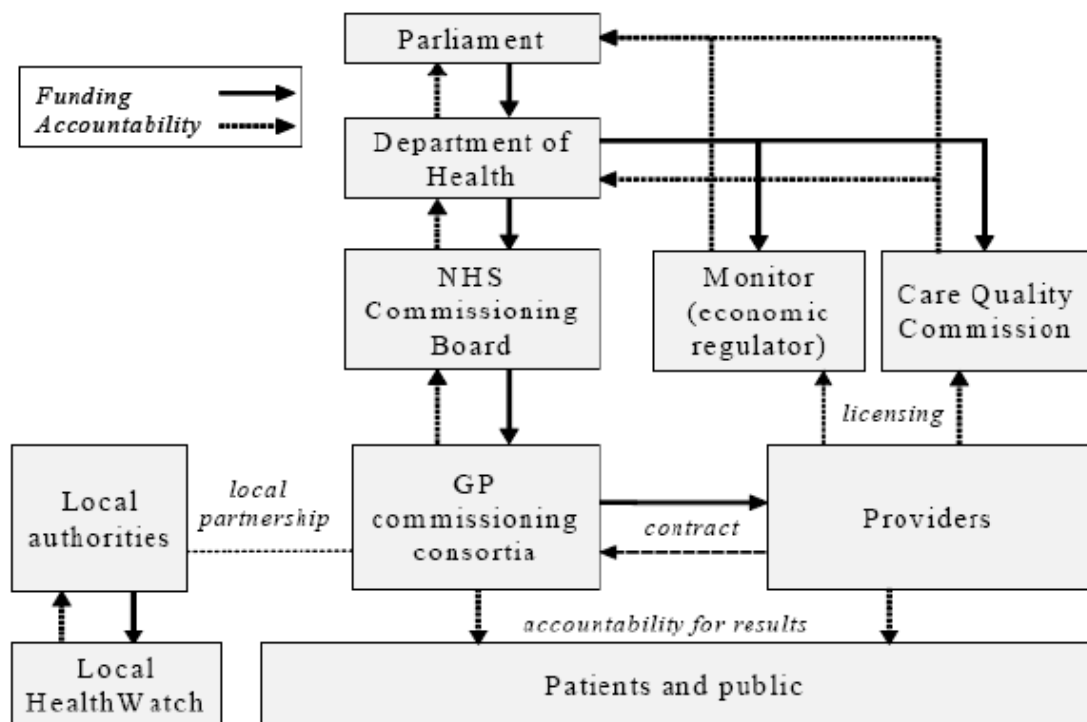 Parliament
Funding
Accountability
Department of
Health
NHS
Commissioning
Board
Monitor
(economic
regulator)
Care Quality
Commission
licensing
Local
authorities
local
partnership
GP
commissioning
consortia
contract
Providers
accountability for results
Local
HealthWatch
Patients and public